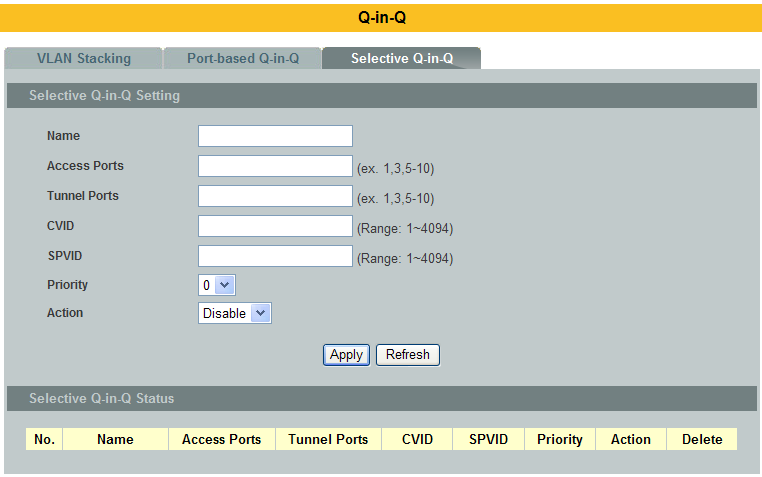 Q-in-Q
VLAN Stacking Port-based Q-in-Q Selective Q-in-Q
Selective Q-in-Q Setting
Name
Access Ports (ex. 1,3,5-10)
Tunnel Ports (ex. 1,3,5-10)
CVID (Range: 1~4094)
SPVID (Range: 1~4094)
Priority 0
Action Disable
Apply Refresh
Selective Q-in-Q Status
No. Name Access Ports Tunnel Ports CVID SPVID Priority Action Delete